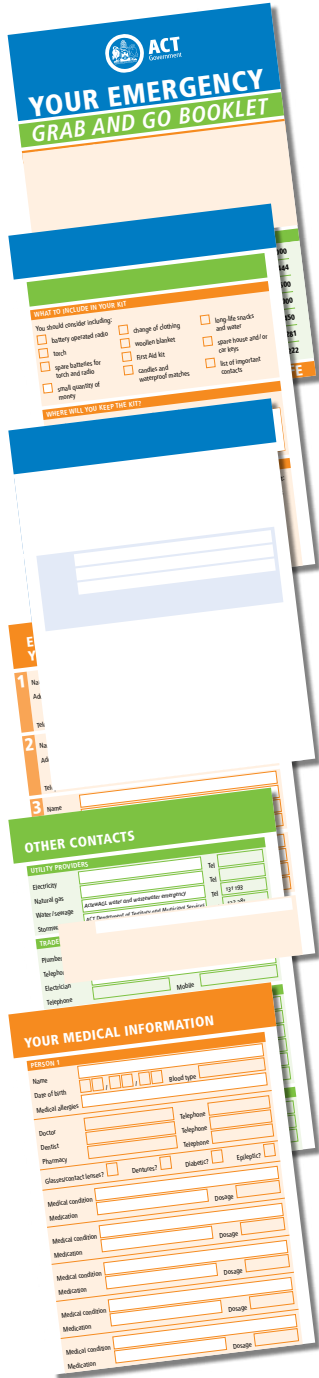 ACT
Government
YOUR EMERGENCY
GRAB AND GO BOOKLET
WHAT TO INCLUDE IN YOUR KIT
You should consider including:
battery operated radio
torch
spare batteries for
torch and radio
small quantity of
money
change of clothing
woollen blanket
First Aid kit
candles and
waterproof matches
long-life snacks
and water
spare house and/or
car keys
list of important
contacts
WHERE WILL YOU KEEP THE KIT?
1
2
3 Name
OTHER CONTACTS
UTILITY PROVIDERS
Electricity Tel
Natural gas Tel
Water/sewage ActewAGL water and wastewater emergency Tel 131 193
ACT Department of Territory and Municipal Services
TRADE
Electrician Mobile
Telephone
YOUR MEDICAL INFORMATION
PERSON 1
Name
Date of birth / / Blood type
Medical allergies
Doctor Telephone
Dentist Telephone
Pharmacy Telephone
Glasses/contact lenses? Dentures? Diabetic? Epileptic?
Medical condition
Medication Dosage
Medical condition
Medication Dosage
Medical condition
Medication Dosage
Medical condition
Medication Dosage
Medical condition
Medication Dosage